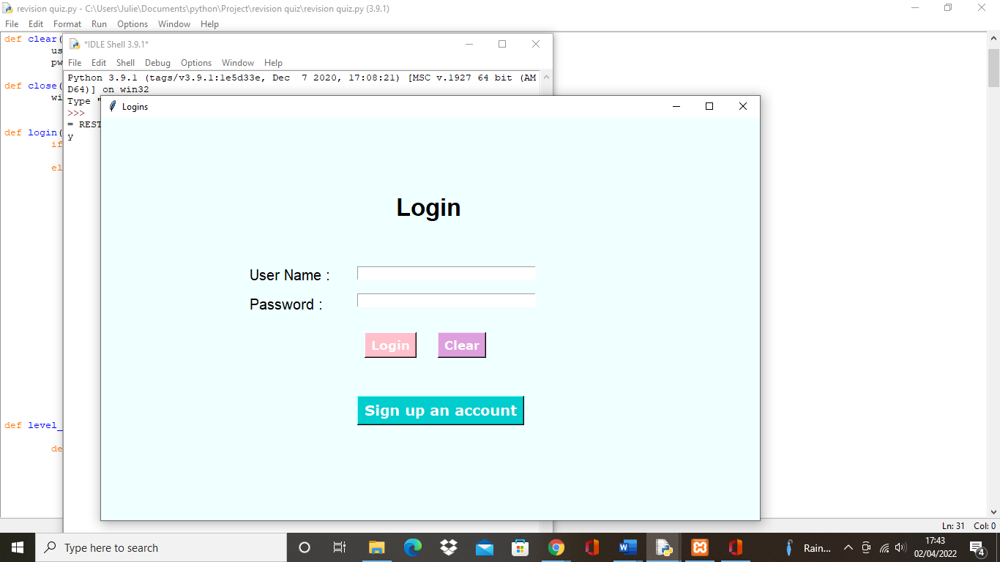 revision quiz.py - C:\Users\Julie\Documents\python\Project\revision quiz\revision quiz.py (3.9.1)
File Edit Format Run Options Window Help
def clear(
us
pw
def close(
wi
def login(
if
el
def level_
de
*IDLE Shell 3.9.1*
File Edit Shell Debug Options Window Help
Python 3.9.1 (tags/v3.9.1:1e5d33e, Dec  7 2020, 17:08:21) [MSC v.1927 64 bit (AM
D64)] on win32
Type "
>>>
= REST
y
Logins
Login
User Name :
Password :
Login Clear
Sign up an account
Ln: 31 Col: 0
Type here to search
Rain...
17:43
02/04/2022
4